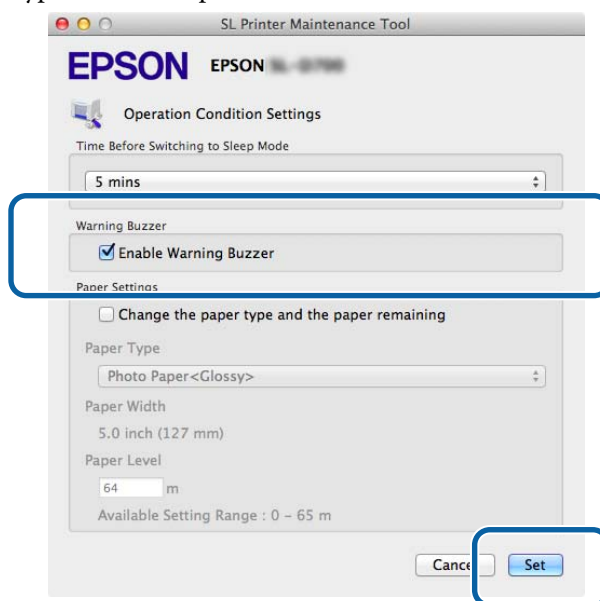 SL Printer Maintenance Tool
EPSON EPSON
Operation Condition Settings
Time Before Switching to Sleep Mode
5 mins
Warning Buzzer
Enable Warning Buzzer
Paper Settings
Change the paper type and the paper remaining
Paper Type
Photo Paper<Glossy>
Paper Width
5.0 inch (127 mm)
Paper Level
64 m
Available Setting Range : 0 – 65 m
Cancel Set